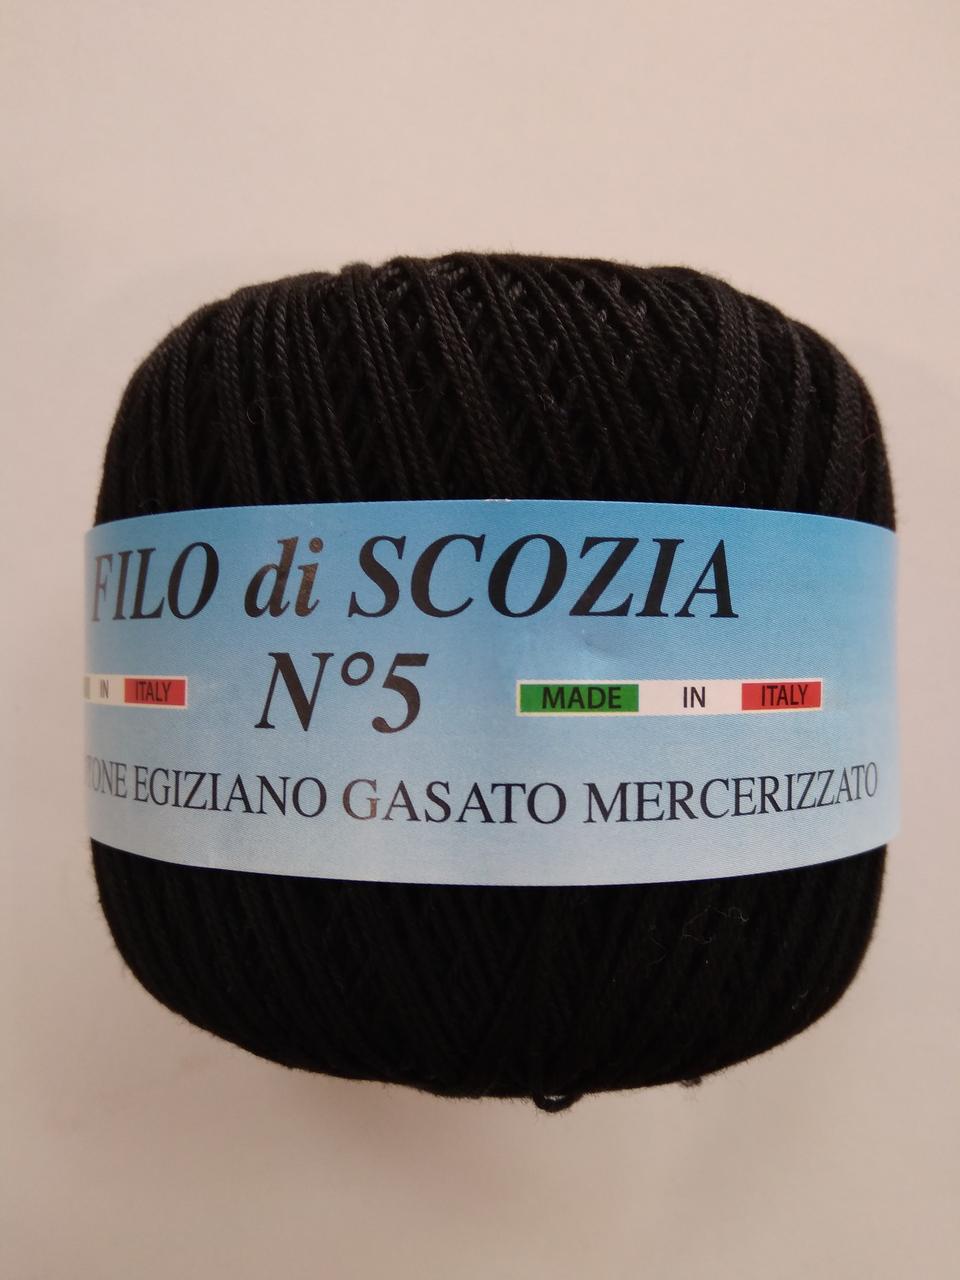 FILO di SCOZIA
N°5
IN ITALY
MADE IN ITALY
EGIZIANO GASATO MERCERIZZATO